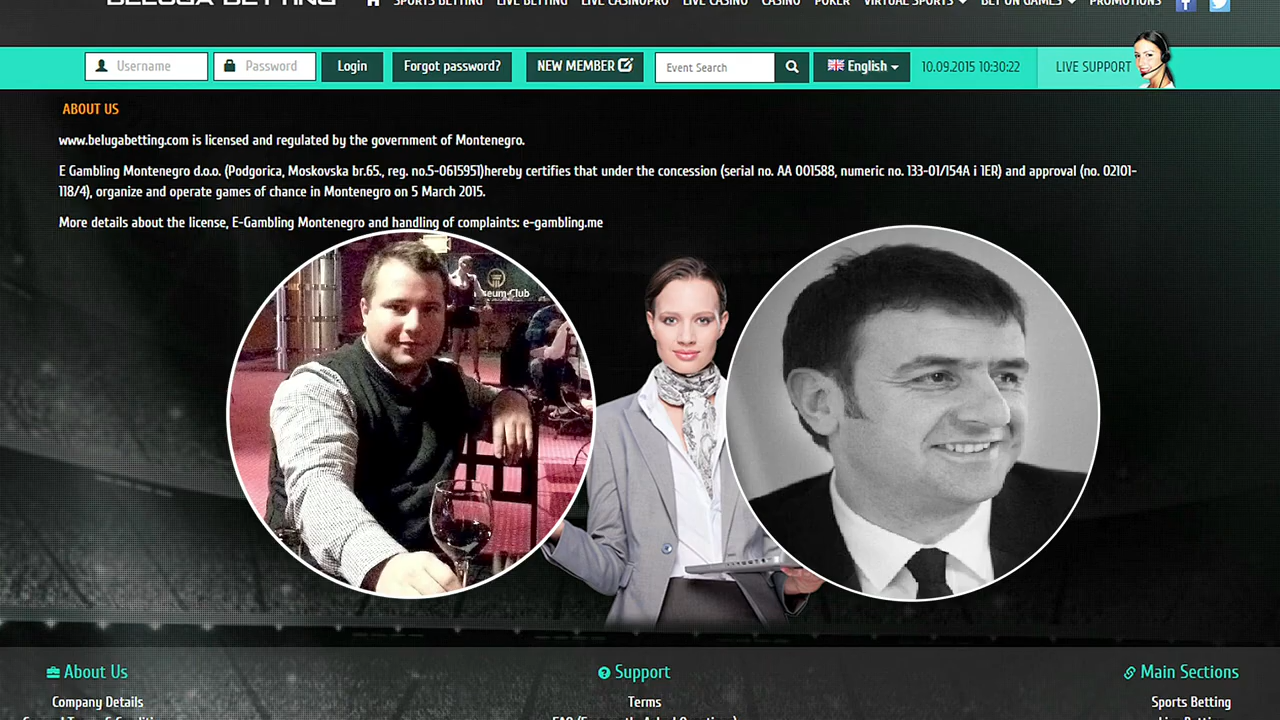 BELUGA BETTING SPORTS BETTING LIVE BETTING LIVE CASINOPRO LIVE CASINO CASINO POKER VIRTUAL SPORTS BET ON GAMES PROMOTIONS
Username Password Login Forgot password? NEW MEMBER Event Search English 10.09.2015 10:30:22 LIVE SUPPORT
ABOUT US
www.belugabetting.com is licensed and regulated by the government of Montenegro.
E Gambling Montenegro d.o.o. (Podgorica, Moskovska br.65., reg. no.5-0615951)hereby certifies that under the concession (serial no. AA 001588, numeric no. 133-01/154A i 1ER) and approval (no. 02101-
118/4), organize and operate games of chance in Montenegro on 5 March 2015.
More details about the license, E-Gambling Montenegro and handling of complaints: e-gambling.me
Club
About Us Support Main Sections
Company Details Terms Sports Betting